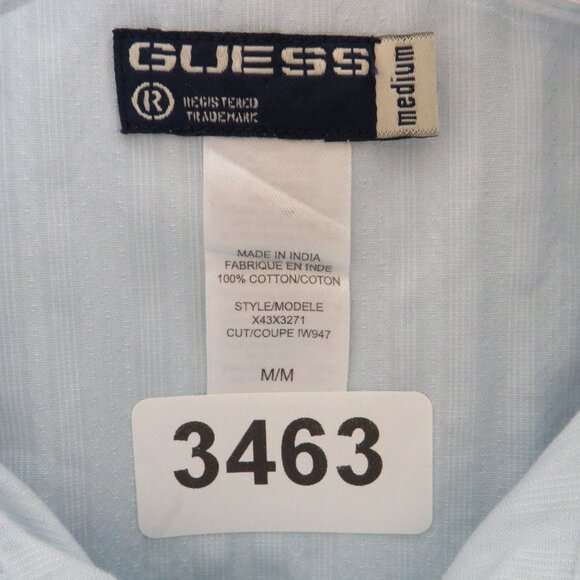 GUESS
medium
®
REGISTERED
TRADEMARK
MADE IN INDIA
FABRIQUE EN INDE
100% COTTON/COTON
STYLE/MODELE
X43X3271
CUT/COUPE IW947
M/M
3463